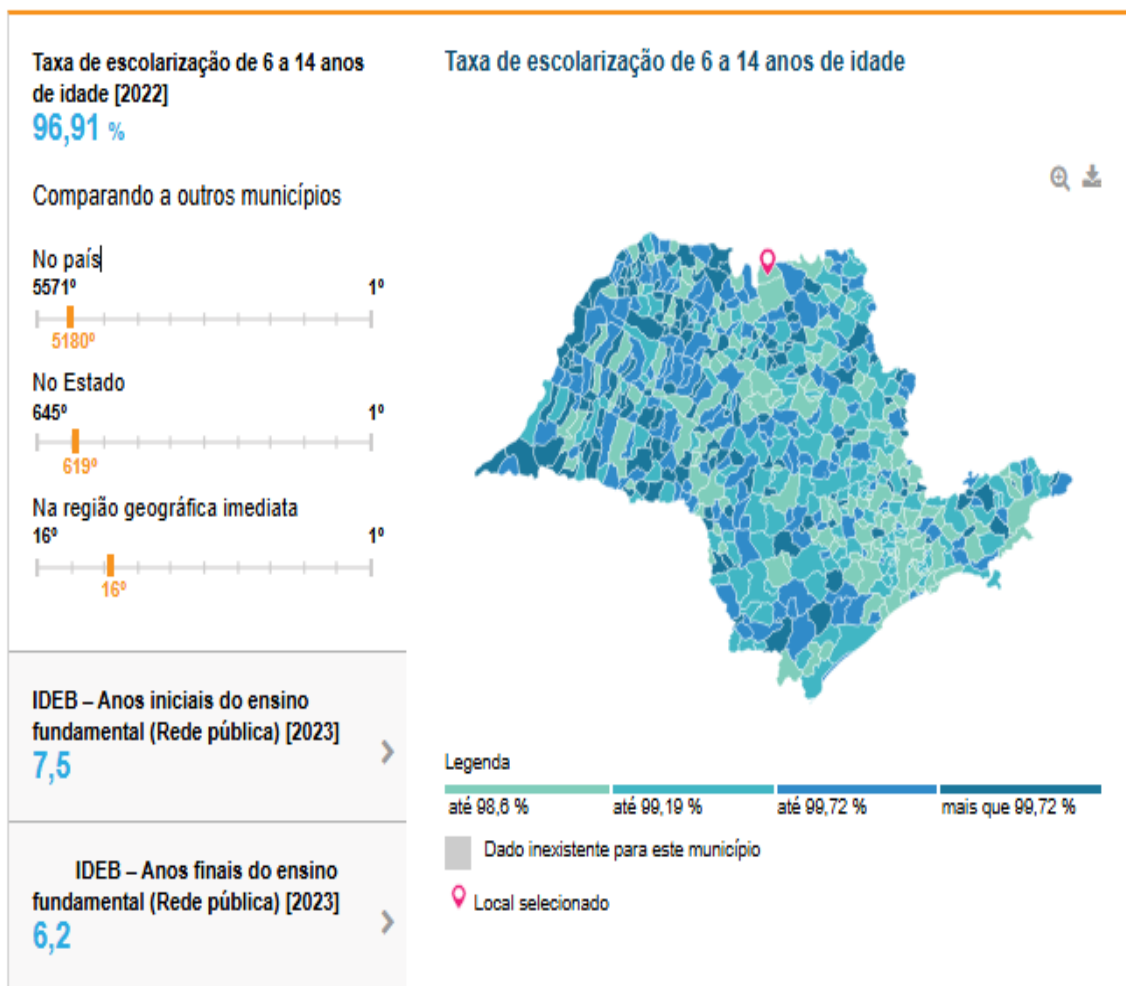 Taxa de escolarização de 6 a 14 anos
de idade [2022]
96,91 %
Comparando a outros municípios
No país
5571º 1º
5180º
No Estado
645º 1º
619º
Na região geográfica imediata
16º 1º
16º
IDEB – Anos iniciais do ensino
fundamental (Rede pública) [2023]
7,5
IDEB – Anos finais do ensino
fundamental (Rede pública) [2023]
6,2
Taxa de escolarização de 6 a 14 anos de idade
Legenda
até 98,6 % até 99,19 % até 99,72 % mais que 99,72 %
Dado inexistente para este município
Local selecionado